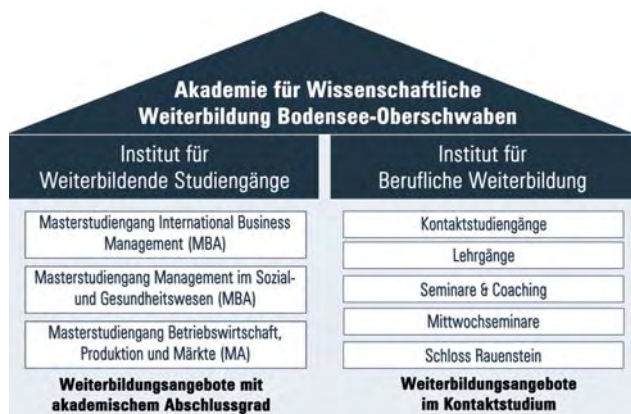 Akademie für Wissenschaftliche
Weiterbildung Bodensee-Oberschwaben
Institut für
Weiterbildende Studiengänge
Masterstudiengang International Business
Management (MBA)
Masterstudiengang Management im Sozial-
und Gesundheitswesen (MBA)
Masterstudiengang Betriebswirtschaft,
Produktion und Märkte (MA)
Weiterbildungsangebote mit
akademischem Abschlussgrad
Institut für
Berufliche Weiterbildung
Kontaktstudiengänge
Lehrgänge
Seminare & Coaching
Mittwochseminare
Schloss Rauenstein
Weiterbildungsangebote
im Kontaktstudium